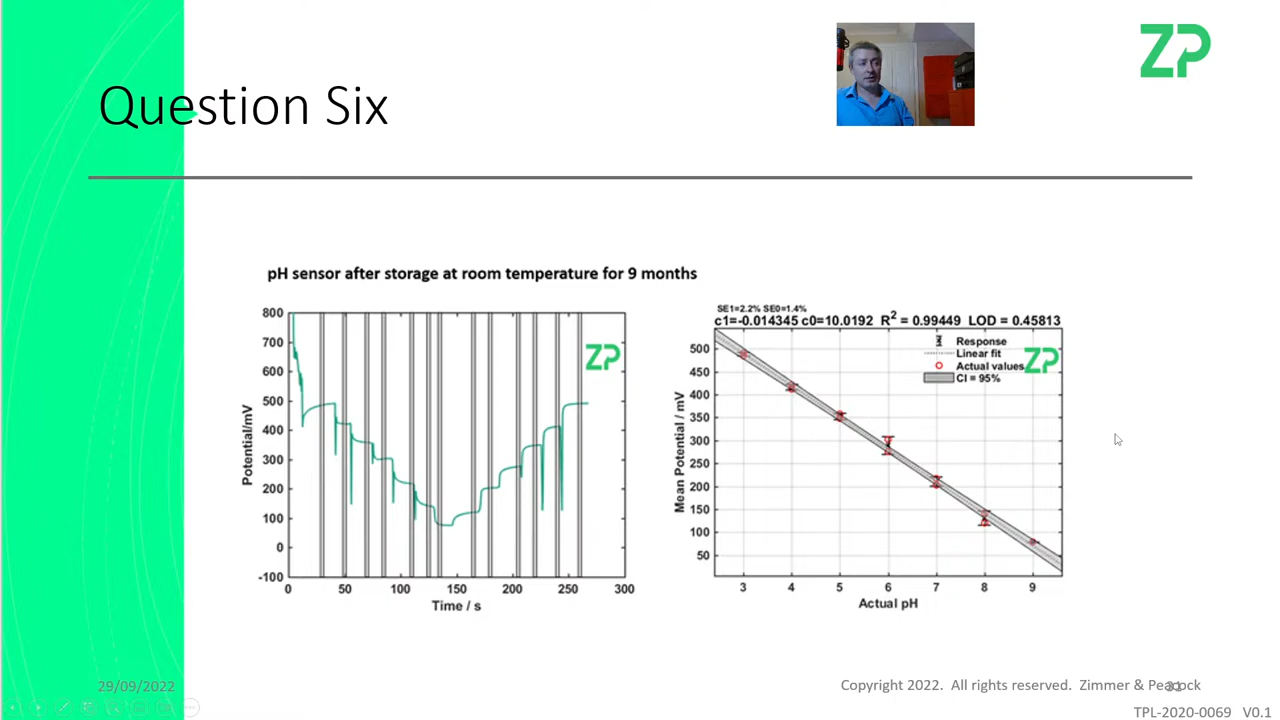 ZP
Question Six
pH sensor after storage at room temperature for 9 months
800
700
600
500
400
300
200
100
0
-100
0
50
100
150
200
250
300
Potential/mV
Time / s
ZP
SE1=2.2% SE0=1.4%
c1=-0.014345 c0=10.0192 R2 = 0.99449 LOD = 0.45813
Response
Linear fit
Actual values
CI = 95%
ZP
500
450
400
350
300
250
200
150
100
50
3
4
5
6
7
8
9
Mean Potential / mV
Actual pH
29/09/2022
Copyright 2022. All rights reserved. Zimmer & Peacock
TPL-2020-0069 V0.1